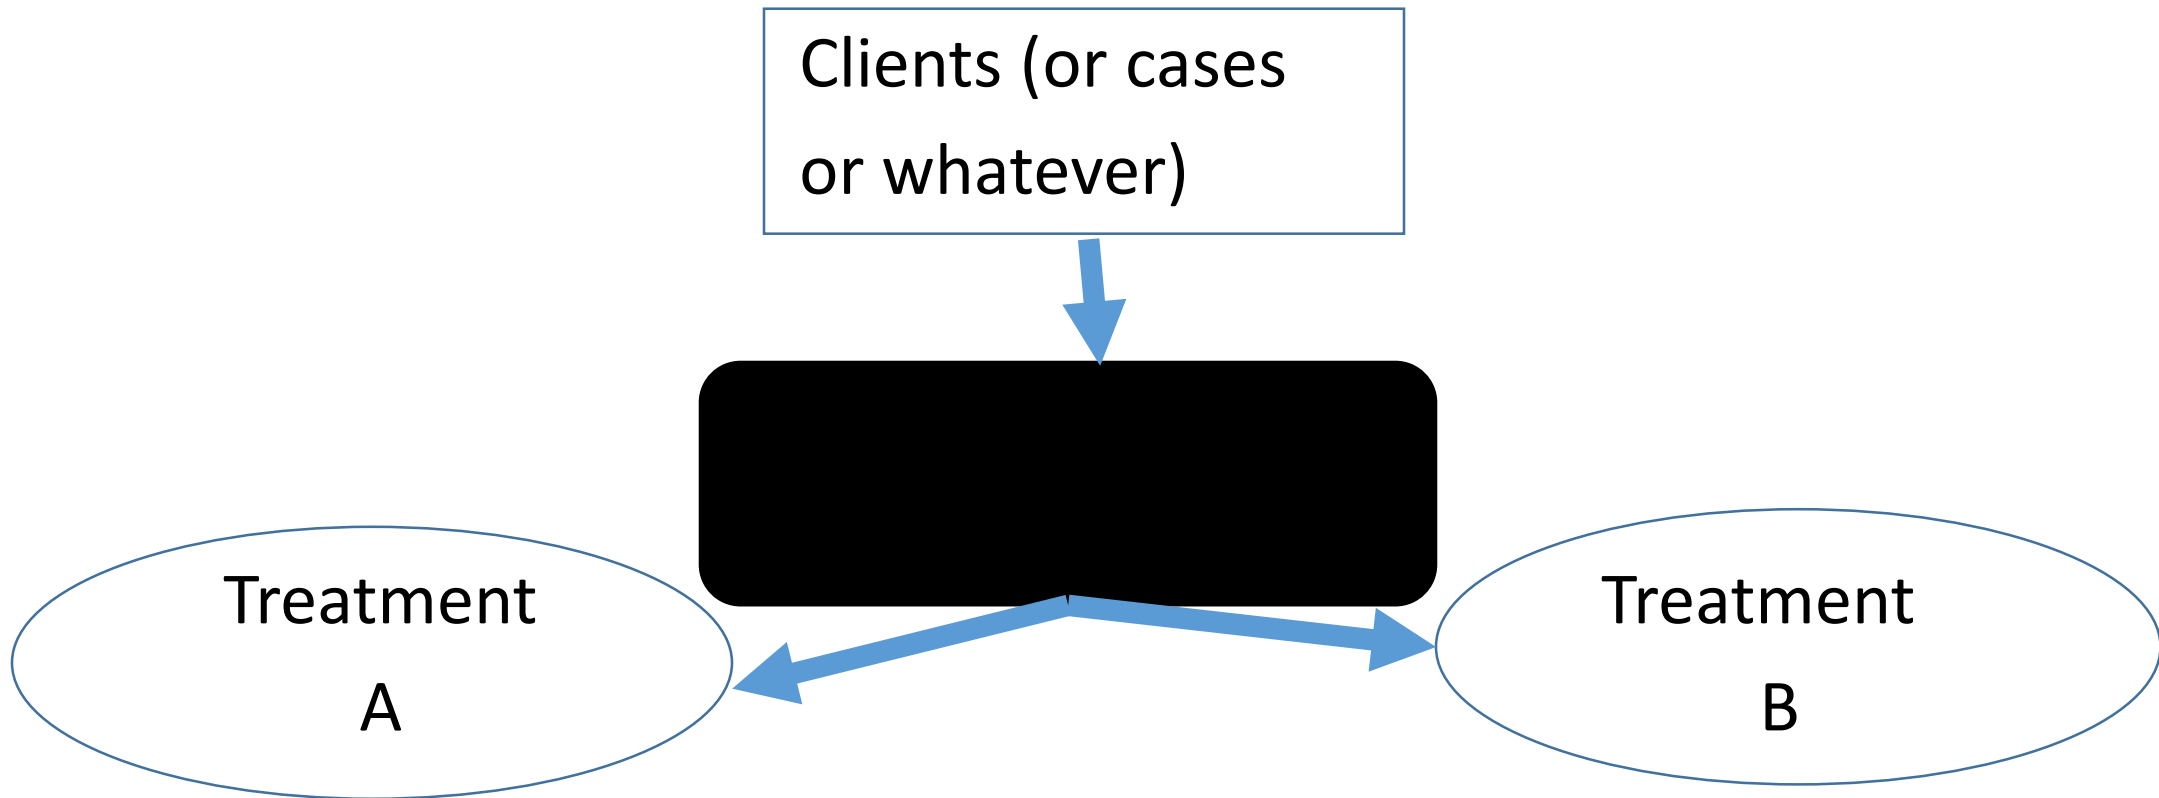 Clients (or cases
or whatever)
Treatment
A
Treatment
B